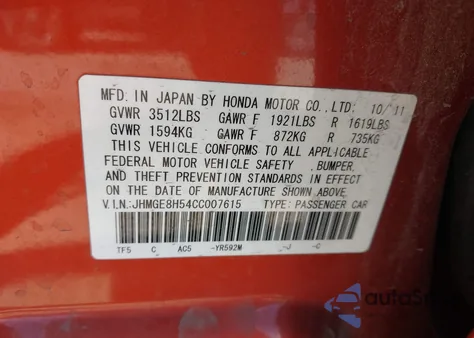 MFD. IN JAPAN BY HONDA MOTOR CO., LTD: 10/11
GVWR 3512LBS GAWR F 1921LBS R 1619LBS
GVWR 1594KG GAWR F 872KG R 735KG
THIS VEHICLE CONFORMS TO ALL APPLICABLE
FEDERAL MOTOR VEHICLE SAFETY , BUMPER,
AND THEFT PREVENTION STANDARDS IN EFFECT ON
THE DATE OF MANUFACTURE SHOWN ABOVE.
V.I.N.:JHMGE8H54CC007615 TYPE: PASSENGER CAR
TF5 C AC5 -YR592M -J -C